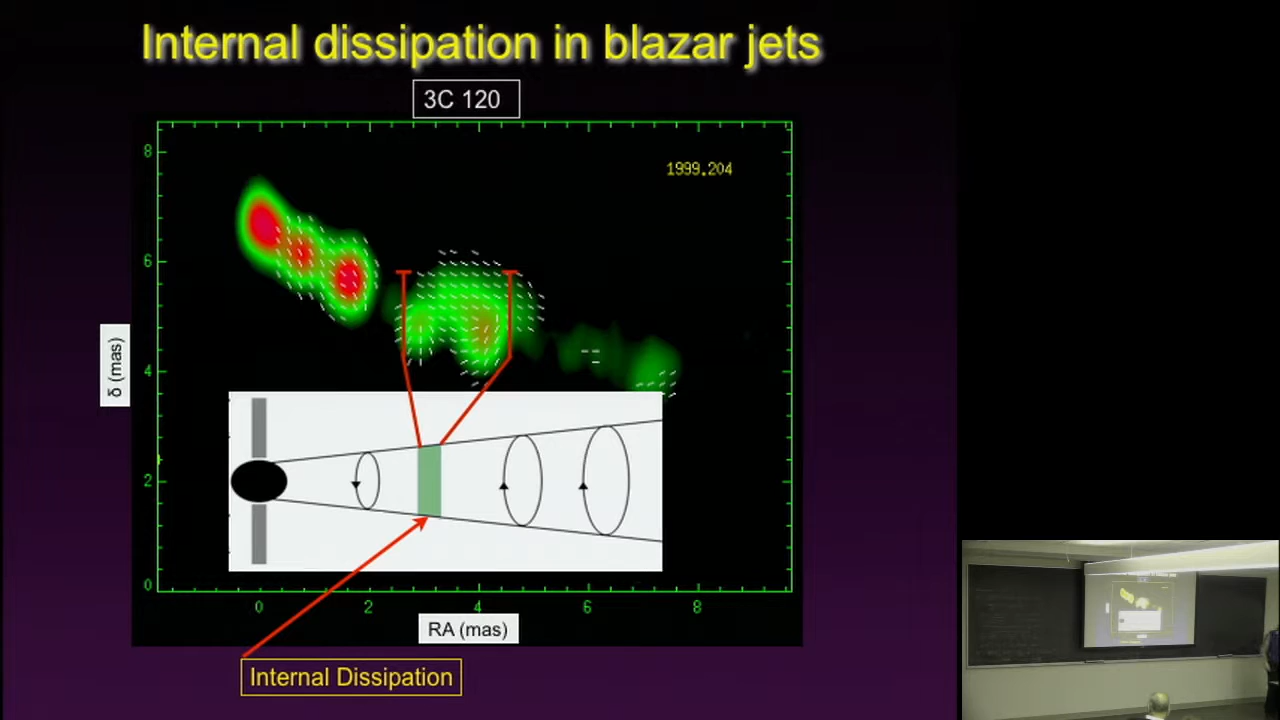 Internal dissipation in blazar jets
3C 120
1999.204
8
6
4
2
0
δ (mas)
0 2 4 6 8
RA (mas)
Internal Dissipation